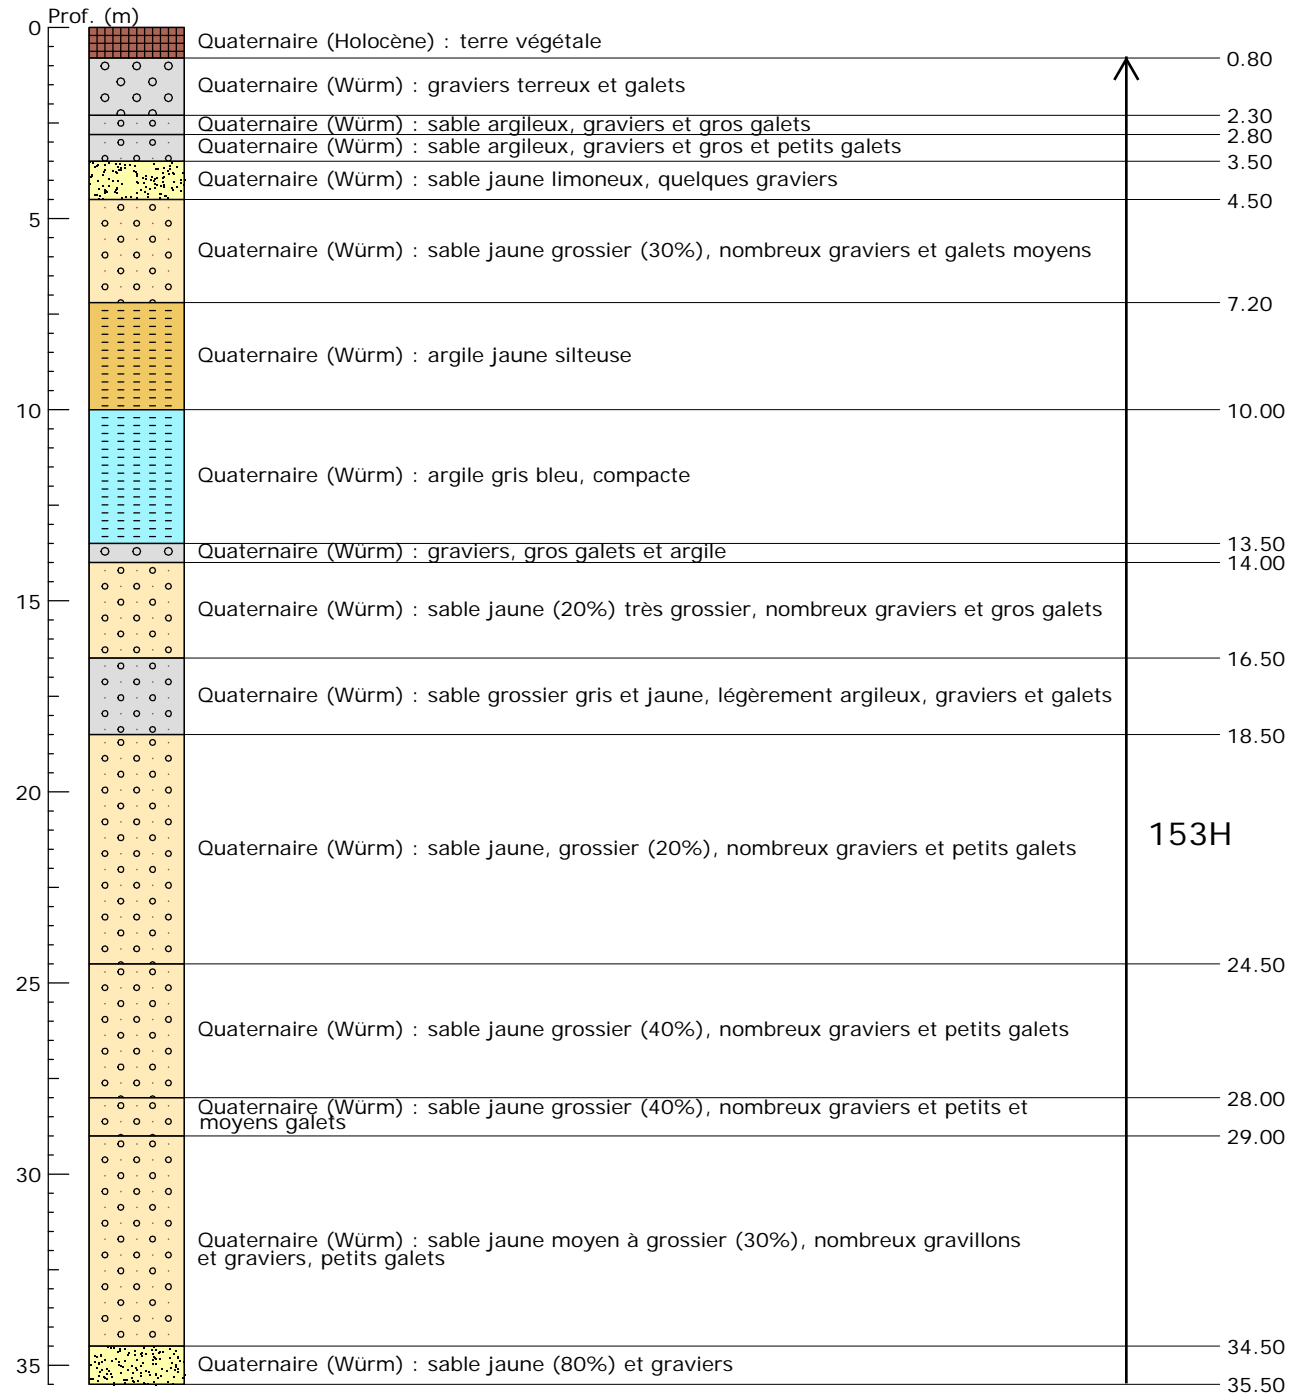 Prof. (m)
0
Quaternaire (Holocène) : terre végétale
0.80
Quaternaire (Würm) : graviers terreux et galets
2.30
Quaternaire (Würm) : sable argileux, graviers et gros galets
2.80
Quaternaire (Würm) : sable argileux, graviers et gros et petits galets
3.50
Quaternaire (Würm) : sable jaune limoneux, quelques graviers
4.50
5
Quaternaire (Würm) : sable jaune grossier (30%), nombreux graviers et galets moyens
7.20
Quaternaire (Würm) : argile jaune silteuse
10
10.00
Quaternaire (Würm) : argile gris bleu, compacte
13.50
Quaternaire (Würm) : graviers, gros galets et argile
14.00
15
Quaternaire (Würm) : sable jaune (20%) très grossier, nombreux graviers et gros galets
16.50
Quaternaire (Würm) : sable grossier gris et jaune, légèrement argileux, graviers et galets
18.50
20
153H
Quaternaire (Würm) : sable jaune, grossier (20%), nombreux graviers et petits galets
24.50
25
Quaternaire (Würm) : sable jaune grossier (40%), nombreux graviers et petits galets
28.00
Quaternaire (Würm) : sable jaune grossier (40%), nombreux graviers et petits et
moyens galets
29.00
30
Quaternaire (Würm) : sable jaune moyen à grossier (30%), nombreux gravillons
et graviers, petits galets
34.50
35
Quaternaire (Würm) : sable jaune (80%) et graviers
35.50